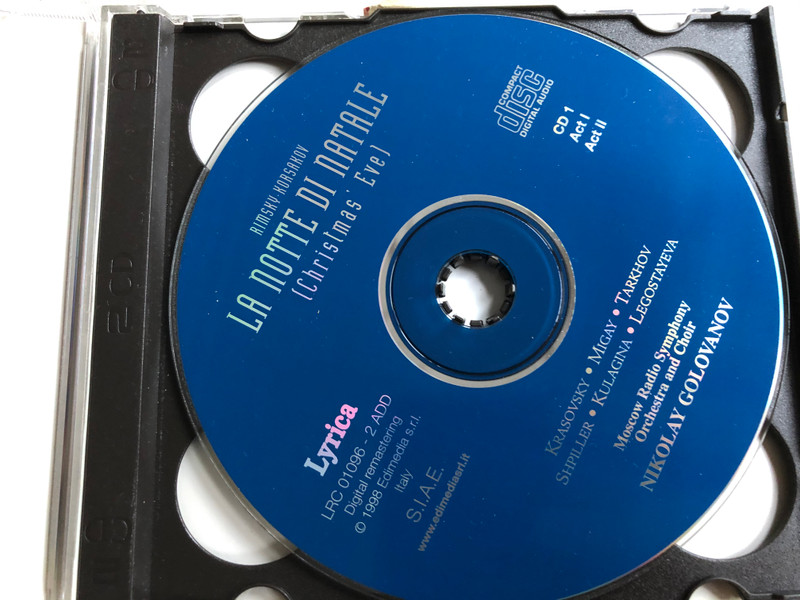 RIMSKY-KORSAKOV
LA NOTTE DI NATALE
(Christmas' Eve)
COMPACT
disc
DIGITAL AUDIO
CD 1
Act I
Act II
KRASOVSKY • MIGAY • TARKHOV
SHPILLER • KULAGINA • LEGOSTAYEVA
Moscow Radio Symphony
Orchestra and Choir
NIKOLAY GOLOVANOV
Lyrica
LRC 01096 - 2 ADD
Digital remastering
© 1998 Edimedia s.r.l.
Italy
S.I.A.E.
www.edimediasrl.it
2CD